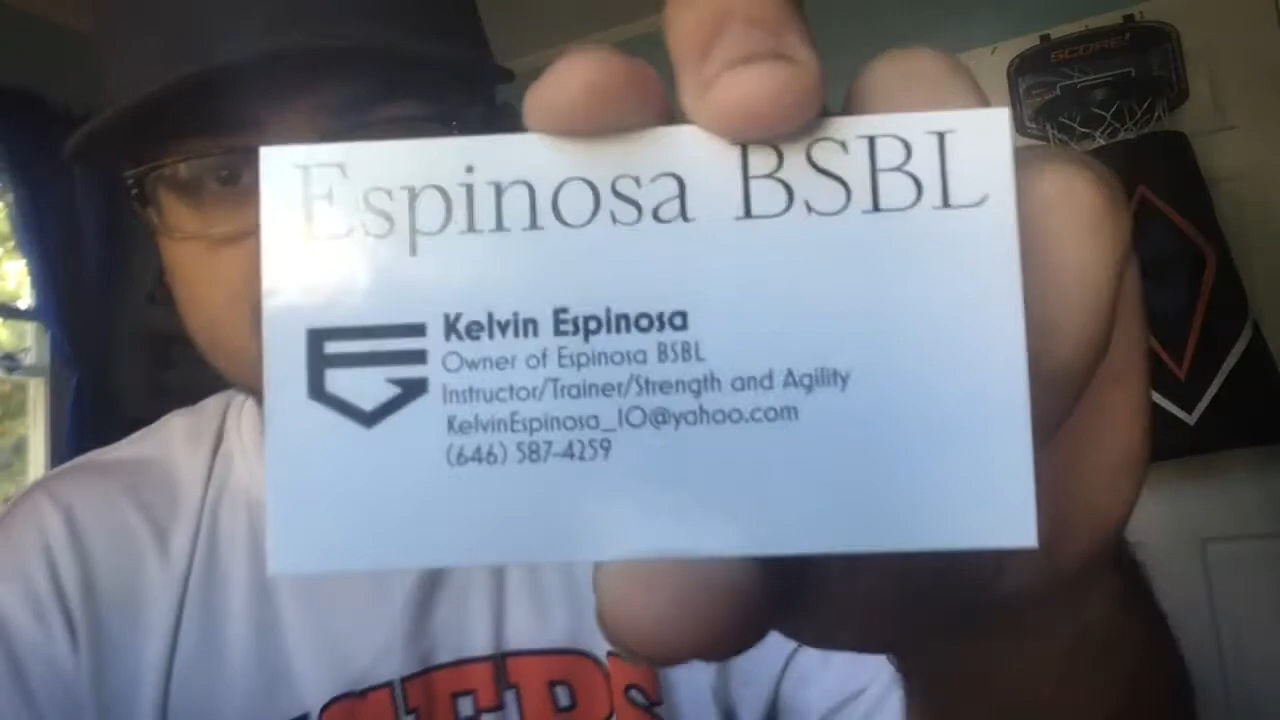 SCORE!
Espinosa BSBL
Kelvin Espinosa
Owner of Espinosa BSBL
Instructor/Trainer/Strength and Agility
KelvinEspinosa_10@yahoo.com
(646) 587-4259